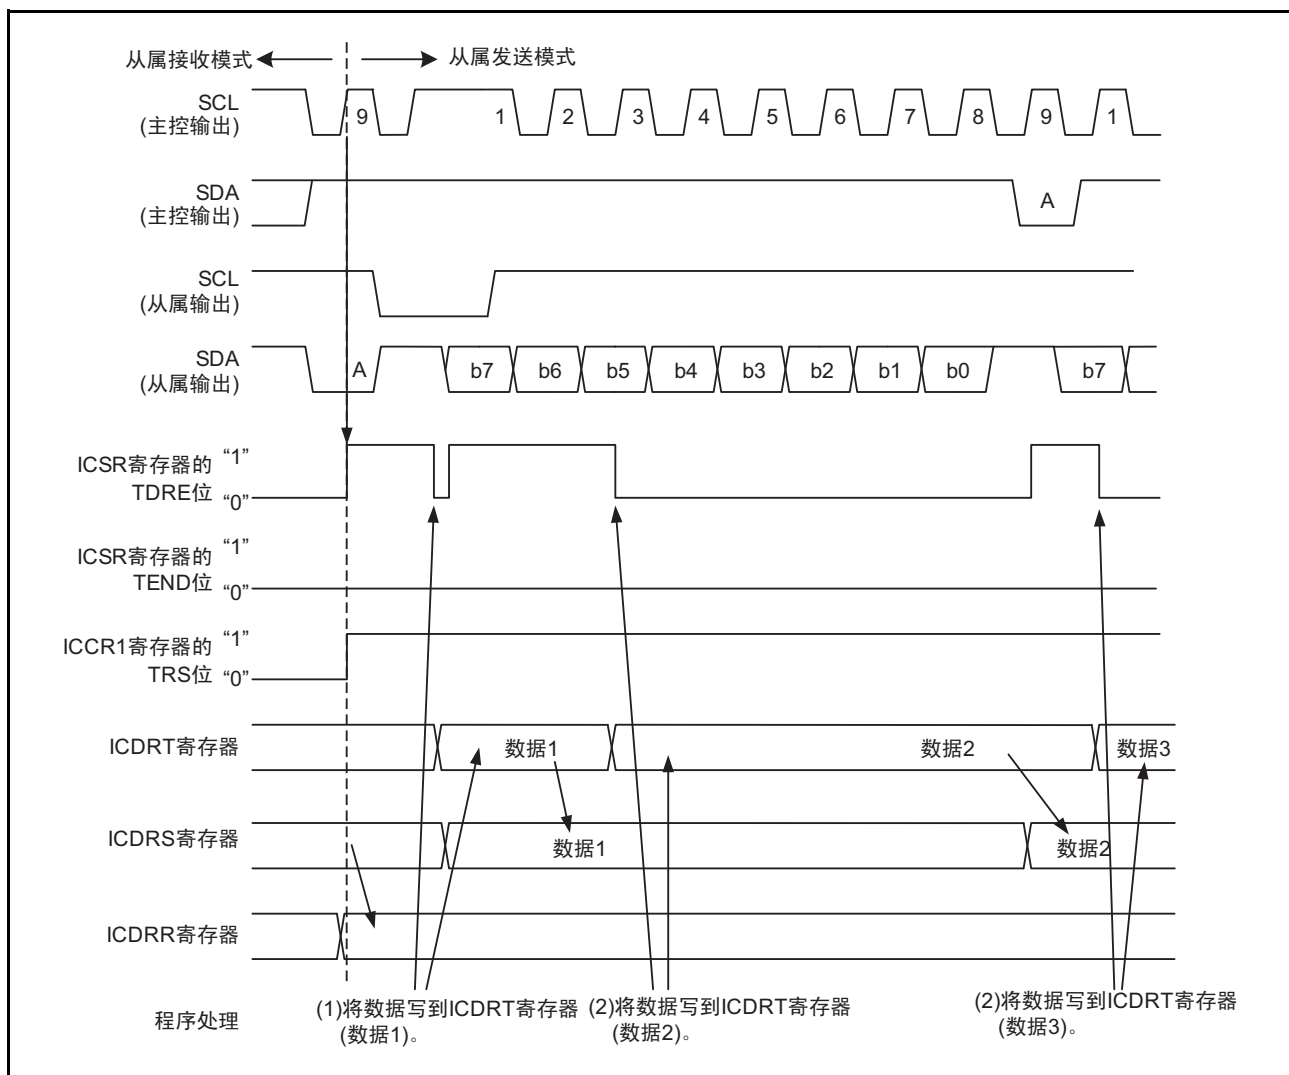 从属接收模式 从属发送模式
SCL
(主控输出)
9 1 2 3 4 5 6 7 8 9 1
SDA
(主控输出)
A
SCL
(从属输出)
SDA
(从属输出)
A b7 b6 b5 b4 b3 b2 b1 b0 b7
ICSR寄存器的 “1”
TDRE位 “0”
ICSR寄存器的 “1”
TEND位 “0”
ICCR1寄存器的 “1”
TRS位 “0”
ICDRT寄存器 数据1 数据2 数据3
ICDRS寄存器 数据1 数据2
ICDRR寄存器
程序处理
(1)将数据写到ICDRT寄存器
(数据1)。
(2)将数据写到ICDRT寄存器
(数据2)。
(2)将数据写到ICDRT寄存器
(数据3)。